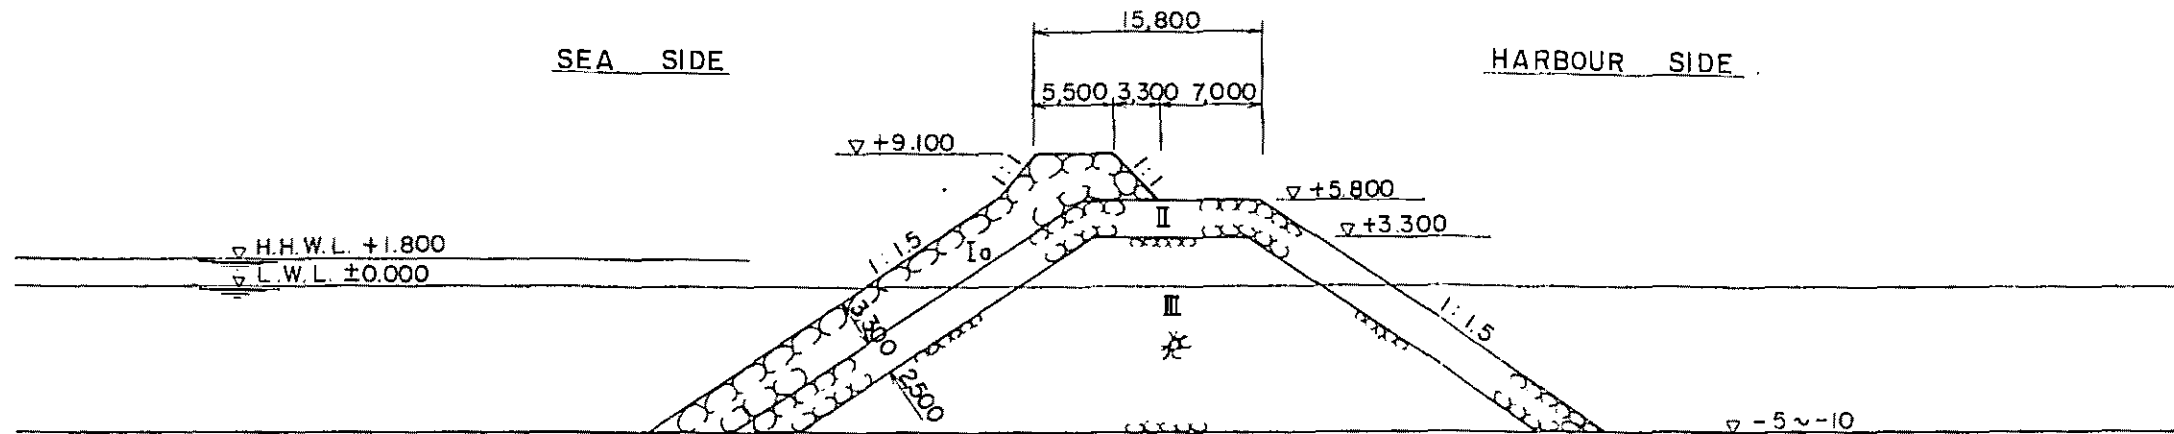 15,800
SEA SIDE
HARBOUR SIDE
5,500 3,300 7,000
+9.100
1:1
1:1
+5.800
II
+3.300
H.H.W.L. +1.800
1:1.5
Ia
L.W.L. ±0.000
III
3,300
1:1.5
2500
-5~-10